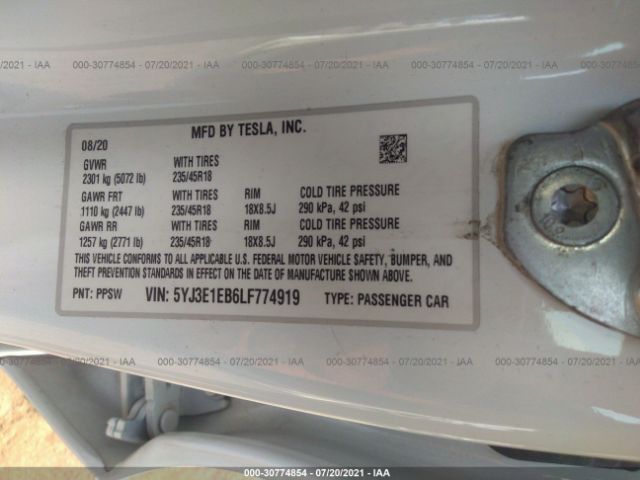 000-30774854 - 07/20/2021 - IAA
MFD BY TESLA, INC.
08/20
GVWR WITH TIRES
2301 kg (5072 lb) 235/45R18
GAWR FRT WITH TIRES RIM COLD TIRE PRESSURE
1110 kg (2447 lb) 235/45R18 18X8.5J 290 kPa, 42 psi
GAWR RR WITH TIRES RIM COLD TIRE PRESSURE
1257 kg (2771 lb) 235/45R18 18X8.5J 290 kPa, 42 psi
THIS VEHICLE CONFORMS TO ALL APPLICABLE U.S. FEDERAL MOTOR VEHICLE SAFETY, BUMPER, AND
THEFT PREVENTION STANDARDS IN EFFECT ON THE DATE OF MANUFACTURE SHOWN ABOVE.
PNT: PPSW VIN: 5YJ3E1EB6LF774919 TYPE: PASSENGER CAR
000-30774854 - 07/20/2021 - IAA
000-30774854 - 07/20/2021 - IAA